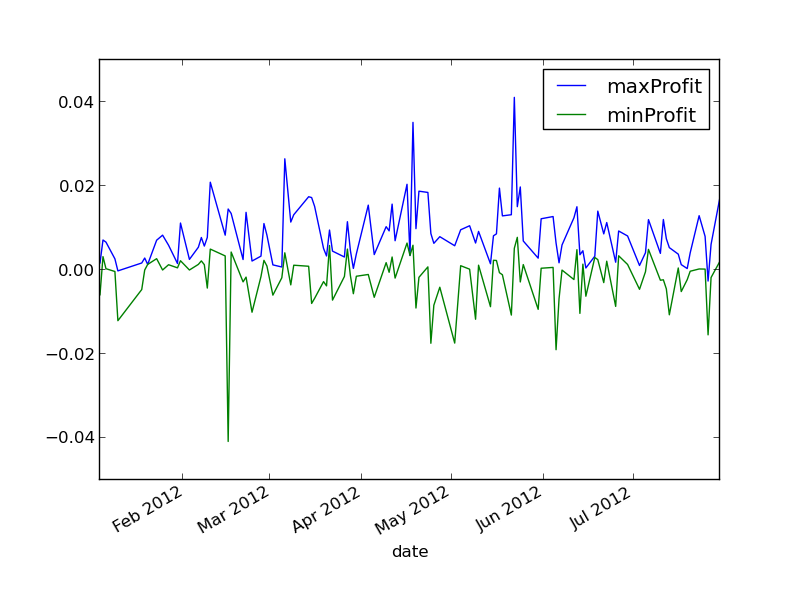 maxProfit
minProfit
0.04
0.02
0.00
−0.02
−0.04
Feb 2012
Mar 2012
Apr 2012
May 2012
Jun 2012
Jul 2012
date